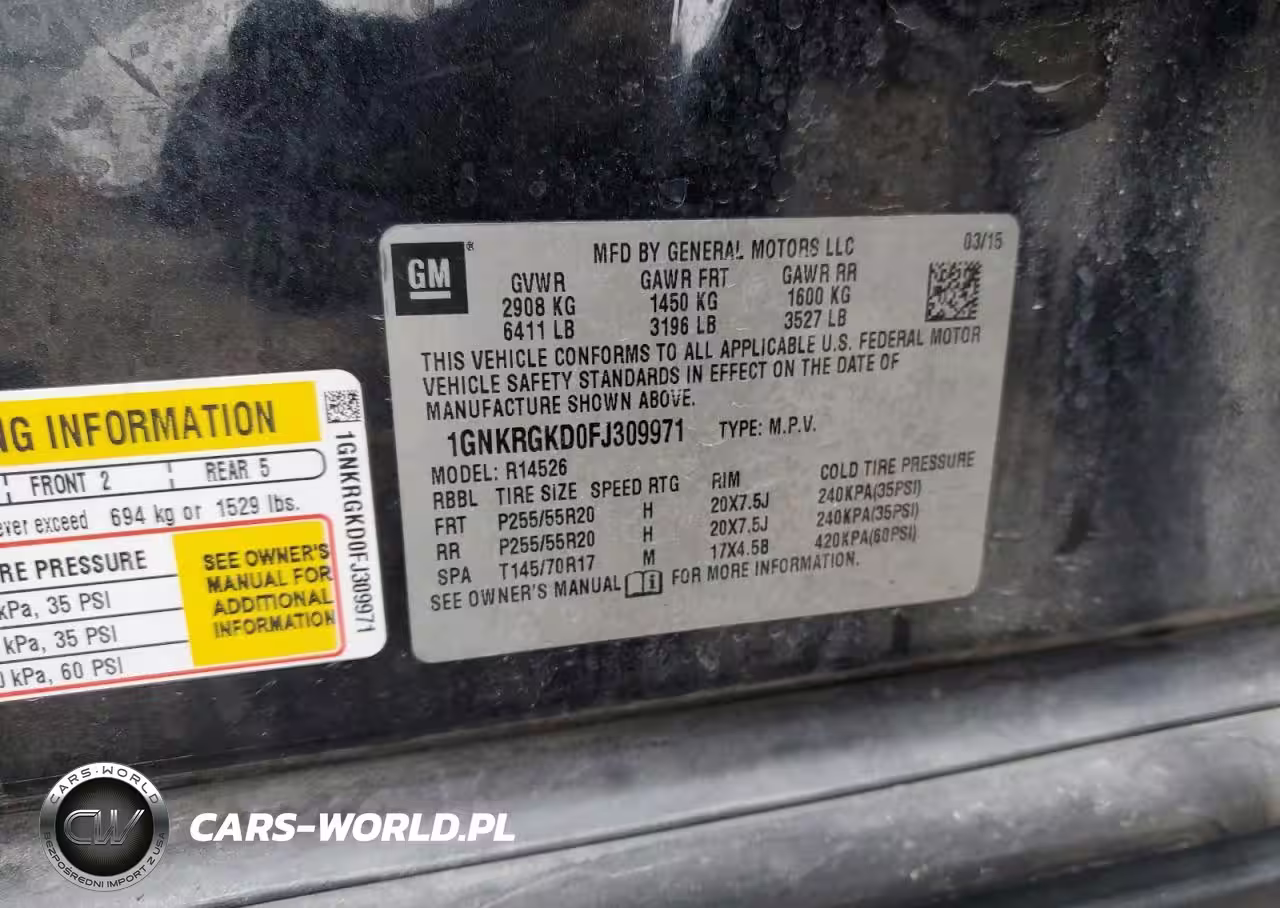 GM®
MFD BY GENERAL MOTORS LLC 03/15
GVWR GAWR FRT GAWR RR
2908 KG 1450 KG 1600 KG
6411 LB 3196 LB 3527 LB
THIS VEHICLE CONFORMS TO ALL APPLICABLE U.S. FEDERAL MOTOR
VEHICLE SAFETY STANDARDS IN EFFECT ON THE DATE OF
MANUFACTURE SHOWN ABOVE.
1GNKRGKD0FJ309971 TYPE: M.P.V.
MODEL: R14526
RBBL TIRE SIZE SPEED RTG RIM COLD TIRE PRESSURE
FRT P255/55R20 H 20X7.5J 240KPA(35PSI)
RR P255/55R20 H 20X7.5J 240KPA(35PSI)
SPA T145/70R17 M 17X4.5B 420KPA(60PSI)
SEE OWNER'S MANUAL FOR MORE INFORMATION.
NG INFORMATION
FRONT 2 REAR 5
ever exceed 694 kg or 1529 lbs.
RE PRESSURE
kPa, 35 PSI
kPa, 35 PSI
kPa, 60 PSI
SEE OWNER'S
MANUAL FOR
ADDITIONAL
INFORMATION
1GNKRGKD0FJ309971
CARS-WORLD
CW
BEZPOŚREDNI IMPORT Z USA
CARS-WORLD.PL